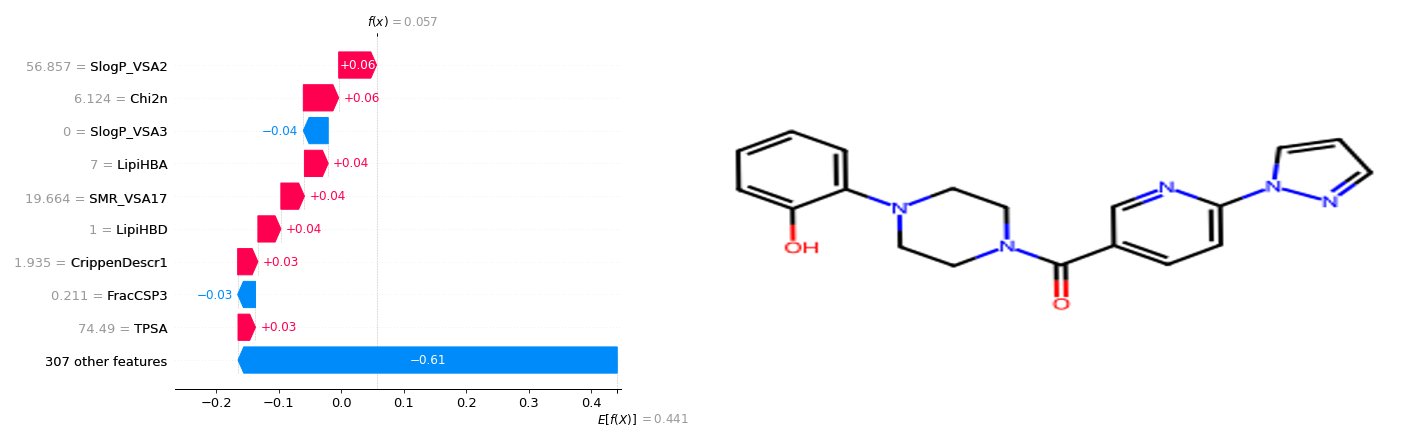 f(x) = 0.057
56.857 = SlogP_VSA2
+0.06
6.124 = Chi2n
+0.06
0 = SlogP_VSA3
−0.04
7 = LipiHBA
+0.04
19.664 = SMR_VSA17
+0.04
1 = LipiHBD
+0.04
1.935 = CrippenDescr1
+0.03
0.211 = FracCSP3
−0.03
74.49 = TPSA
+0.03
307 other features
−0.61
−0.2 −0.1 0.0 0.1 0.2 0.3 0.4
E[f(X)] = 0.441
N
OH
N
O
N
N
N